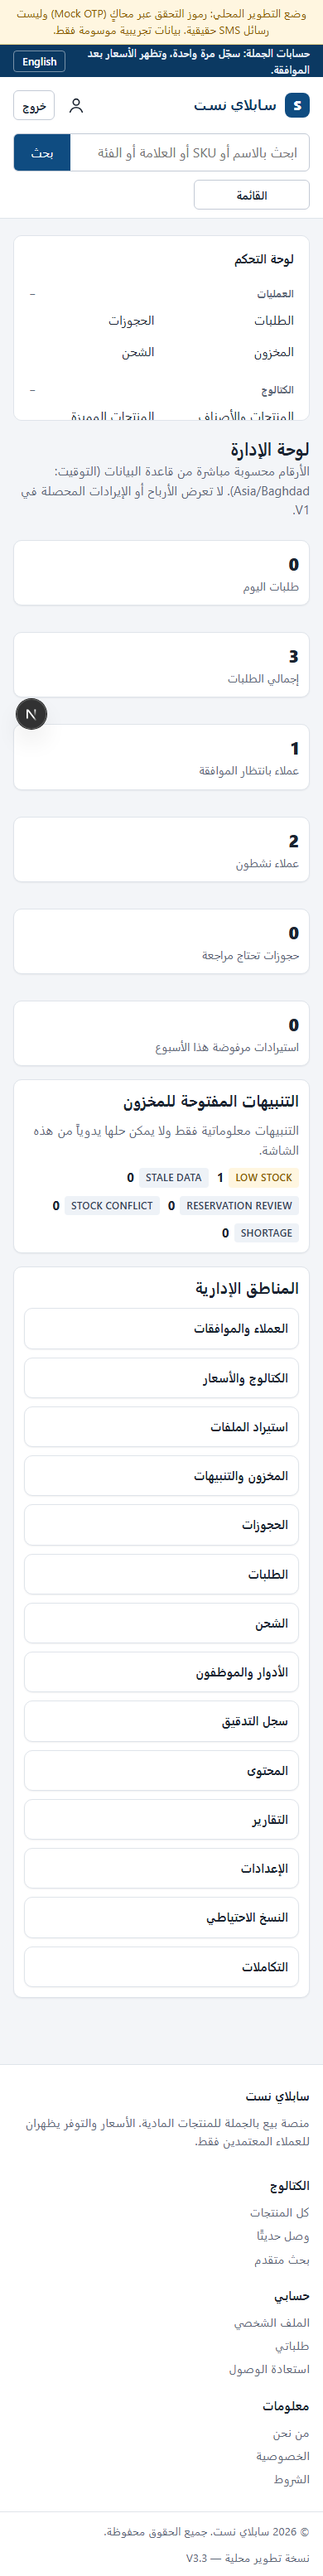 وضع التطوير المحلي: رموز التحقق عبر محاكٍ (Mock OTP) وليست
رسائل SMS حقيقية. بيانات تجريبية موسومة فقط.
حسابات الجملة: سجّل مرة واحدة، وتظهر الأسعار بعد
الموافقة.
English
S سابلاي نست
خروج
ابحث بالاسم أو SKU أو العلامة أو الفئة
بحث
القائمة
لوحة التحكم
العمليات –
الطلبات الحجوزات
المخزون الشحن
الكتالوج –
المنتجات والأصناف المنتجات المميزة
لوحة الإدارة
الأرقام محسوبة مباشرة من قاعدة البيانات (التوقيت:
Asia/Baghdad). لا تعرض الأرباح أو الإيرادات المحصلة في
V1.
0
طلبات اليوم
3
إجمالي الطلبات
N
1
عملاء بانتظار الموافقة
2
عملاء نشطون
0
حجوزات تحتاج مراجعة
0
استيرادات مرفوضة هذا الأسبوع
التنبيهات المفتوحة للمخزون
التنبيهات معلوماتية فقط ولا يمكن حلها يدوياً من هذه
الشاشة.
LOW STOCK 1 STALE DATA 0
RESERVATION REVIEW 0 STOCK CONFLICT 0
SHORTAGE 0
المناطق الإدارية
العملاء والموافقات
الكتالوج والأسعار
استيراد الملفات
المخزون والتنبيهات
الحجوزات
الطلبات
الشحن
الأدوار والموظفون
سجل التدقيق
المحتوى
التقارير
الإعدادات
النسخ الاحتياطي
التكاملات
سابلاي نست
منصة بيع بالجملة للمنتجات المادية. الأسعار والتوفر يظهران
للعملاء المعتمدين فقط.
الكتالوج
كل المنتجات
وصل حديثًا
بحث متقدم
حسابي
الملف الشخصي
طلباتي
استعادة الوصول
معلومات
من نحن
الخصوصية
الشروط
© 2026 سابلاي نست. جميع الحقوق محفوظة.
نسخة تطوير محلية — V3.3